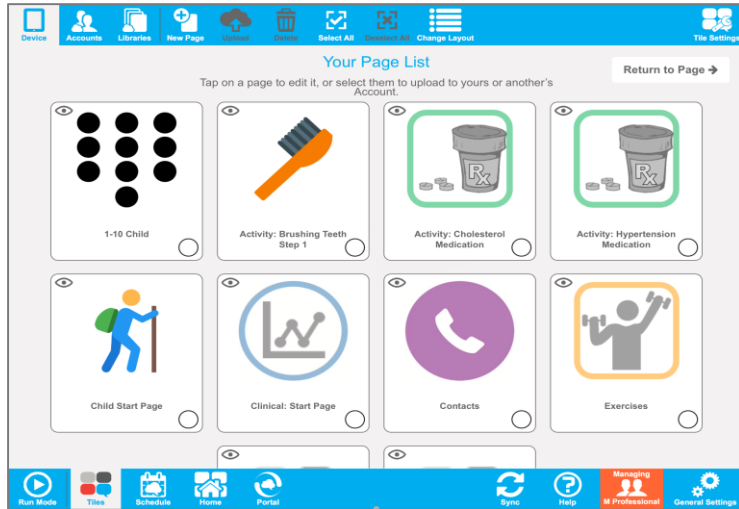 Device
Accounts
Libraries
New Page
Upload
Delete
Select All
Deselect All
Change Layout
Tile Settings
Your Page List
Tap on a page to edit it, or select them to upload to yours or another's
Account.
Return to Page →
1-10 Child
Activity: Brushing Teeth
Step 1
Activity: Cholesterol
Medication
Activity: Hypertension
Medication
Rx
Rx
Child Start Page
Clinical: Start Page
Contacts
Exercises
Run Mode
Tiles
Schedule
Home
Portal
Sync
Help
Managing
M Professional
General Settings